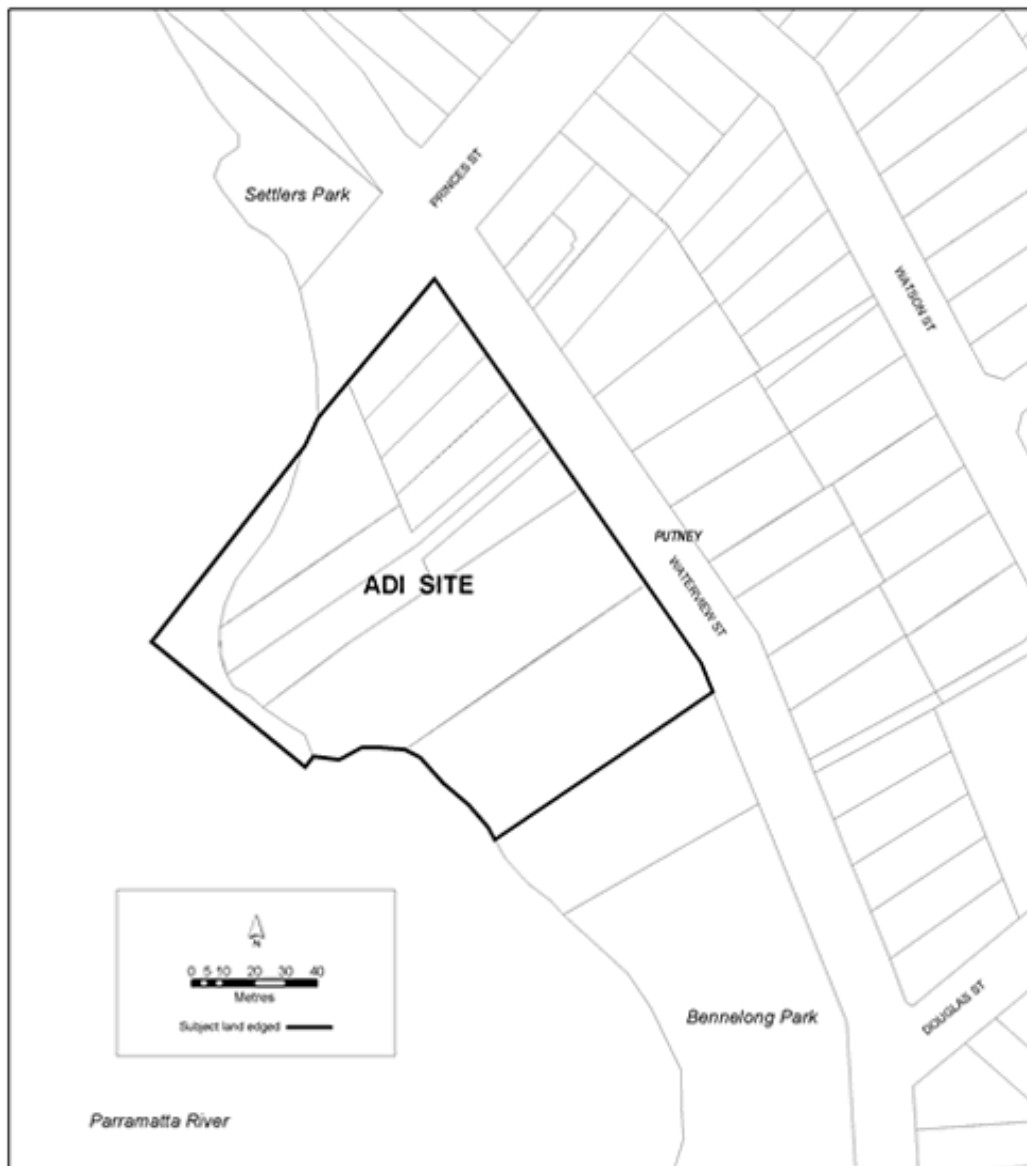 PRINCES ST
Settlers Park
WATSON ST
PUTNEY
WATERVIEW ST
ADI SITE
N
0 5 10 20 30 40
Metres
Subject land edged
Bennelong Park
DOUGLAS ST
Parramatta River